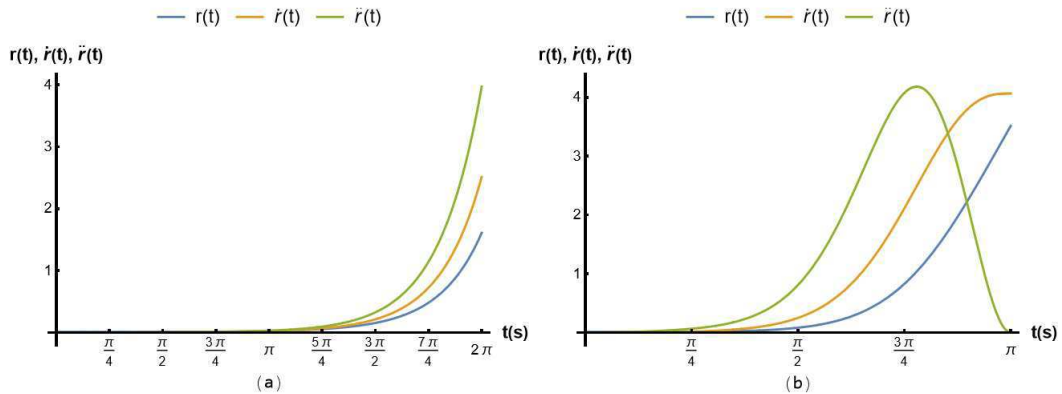 r(t) ṙ(t) r̈(t)
r(t), ṙ(t), r̈(t)
4
3
2
1
π/4 π/2 3π/4 π 5π/4 3π/2 7π/4 2π
t(s)
(a)
r(t) ṙ(t) r̈(t)
r(t), ṙ(t), r̈(t)
4
3
2
1
π/4 π/2 3π/4 π
t(s)
(b)